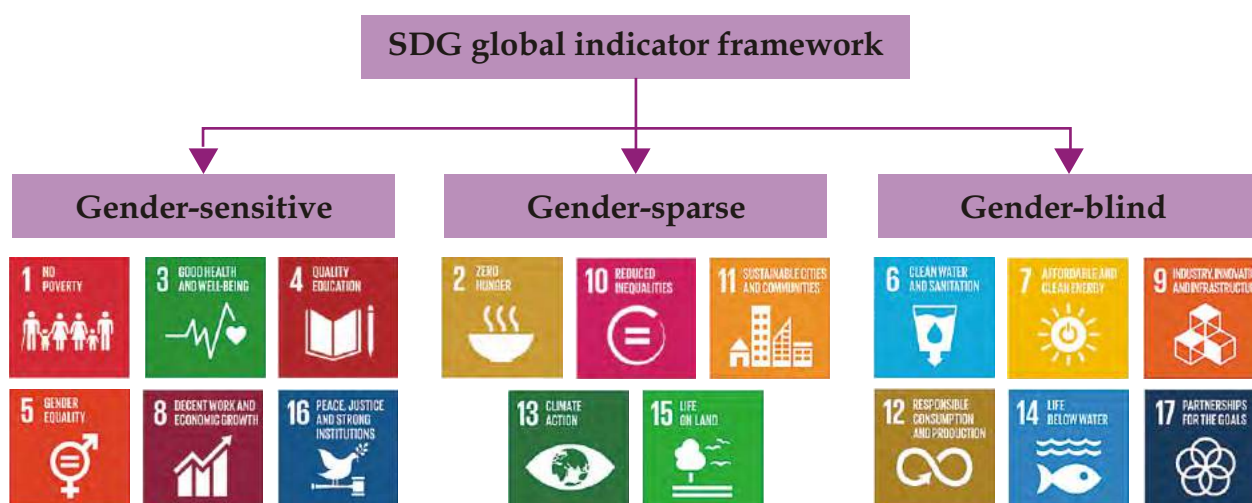 SDG global indicator framework
Gender-sensitive
Gender-sparse
Gender-blind
1 NO
POVERTY
3 GOOD HEALTH
AND WELL-BEING
4 QUALITY
EDUCATION
2 ZERO
HUNGER
10 REDUCED
INEQUALITIES
11 SUSTAINABLE CITIES
AND COMMUNITIES
6 CLEAN WATER
AND SANITATION
7 AFFORDABLE AND
CLEAN ENERGY
9 INDUSTRY, INNOVATIO
AND INFRASTRUCTUR
5 GENDER
EQUALITY
8 DECENT WORK AND
ECONOMIC GROWTH
16 PEACE, JUSTICE
AND STRONG
INSTITUTIONS
13 CLIMATE
ACTION
15 LIFE
ON LAND
12 RESPONSIBLE
CONSUMPTION
AND PRODUCTION
14 LIFE
BELOW WATER
17 PARTNERSHIPS
FOR THE GOALS